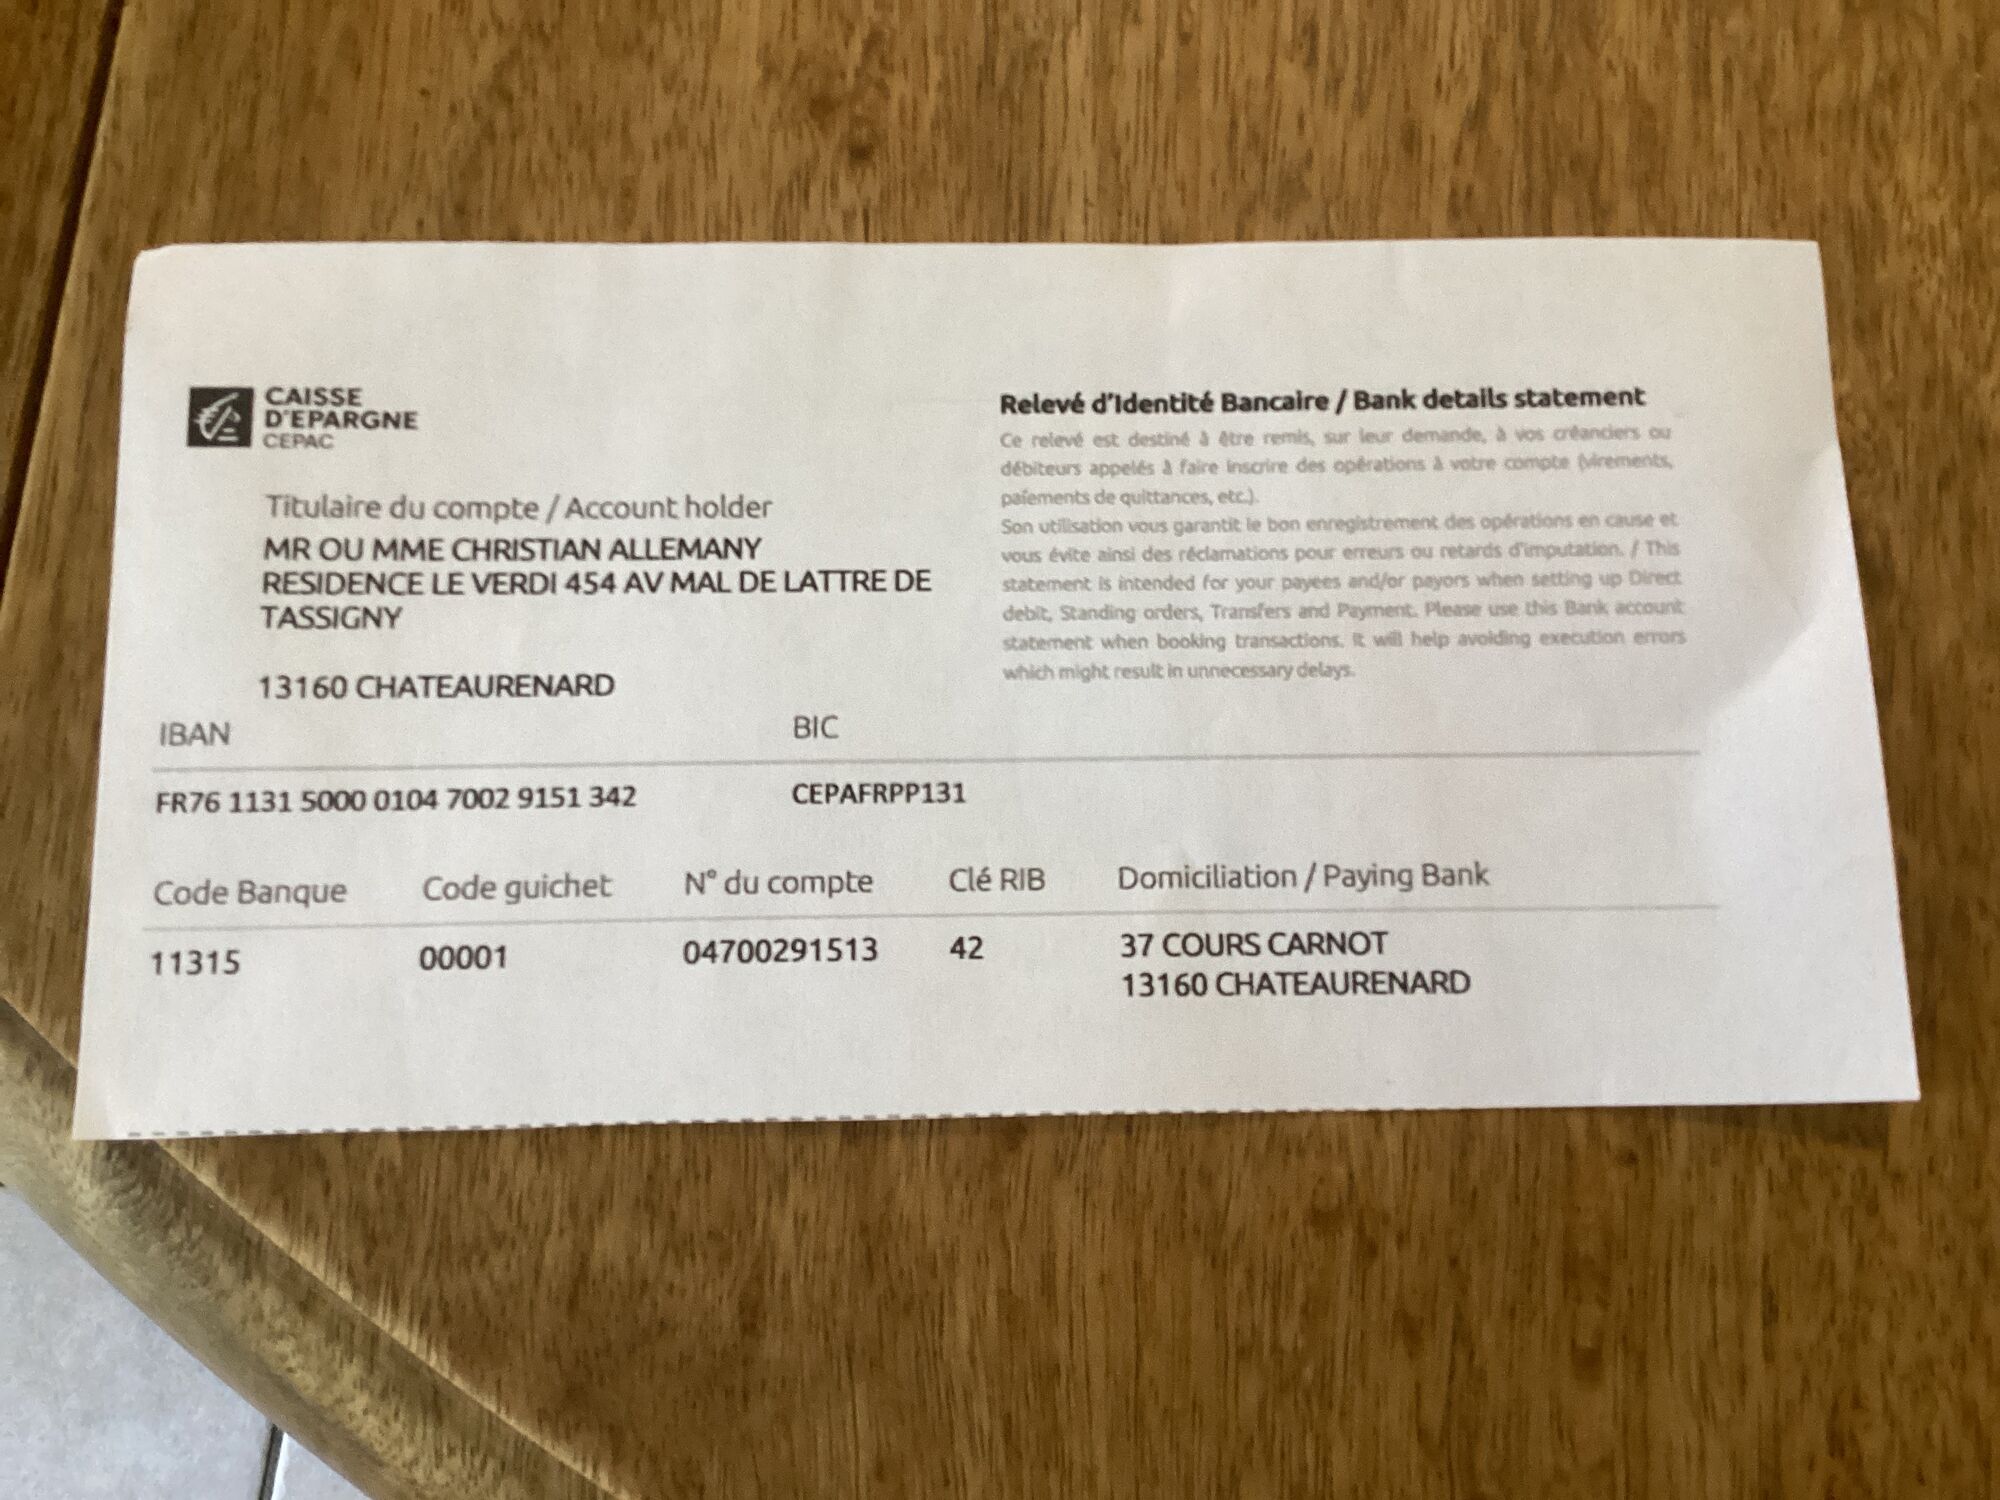 CAISSE
D'EPARGNE
CEPAC
Relevé d'Identité Bancaire / Bank details statement
Ce relevé est destiné à être remis, sur leur demande, à vos créanciers ou
débiteurs appelés à faire inscrire des opérations à votre compte (virements,
paiements de quittances, etc.).
Son utilisation vous garantit le bon enregistrement des opérations en cause et
vous évite ainsi des réclamations pour erreurs ou retards d'imputation. / This
statement is intended for your payees and/or payors when setting up Direct
debit, Standing orders, Transfers and Payment. Please use this Bank account
statement when booking transactions. It will help avoiding execution errors
which might result in unnecessary delays.
Titulaire du compte / Account holder
MR OU MME CHRISTIAN ALLEMANY
RESIDENCE LE VERDI 454 AV MAL DE LATTRE DE
TASSIGNY
13160 CHATEAURENARD
IBAN BIC
FR76 1131 5000 0104 7002 9151 342 CEPAFRPP131
Code Banque Code guichet N° du compte Clé RIB Domiciliation / Paying Bank
11315 00001 04700291513 42 37 COURS CARNOT
13160 CHATEAURENARD